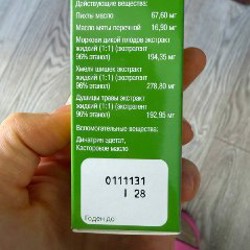 Действующие вещества:
Пихты масло 67,60 мг
Масло мяты перечной 16,90 мг
Моркови дикой плодов экстракт
жидкий (1:1) (экстрагент
96% этанол) 194,35 мг
Хмеля шишек экстракт
жидкий (1:1) (экстрагент
96% этанол) 278,80 мг
Душицы травы экстракт
жидкий (1:1) (экстрагент
90% этанол) 192,95 мг
Вспомогательные вещества:
Динатрия эдетат,
Касторовое масло
0111131
I 28
Годен до